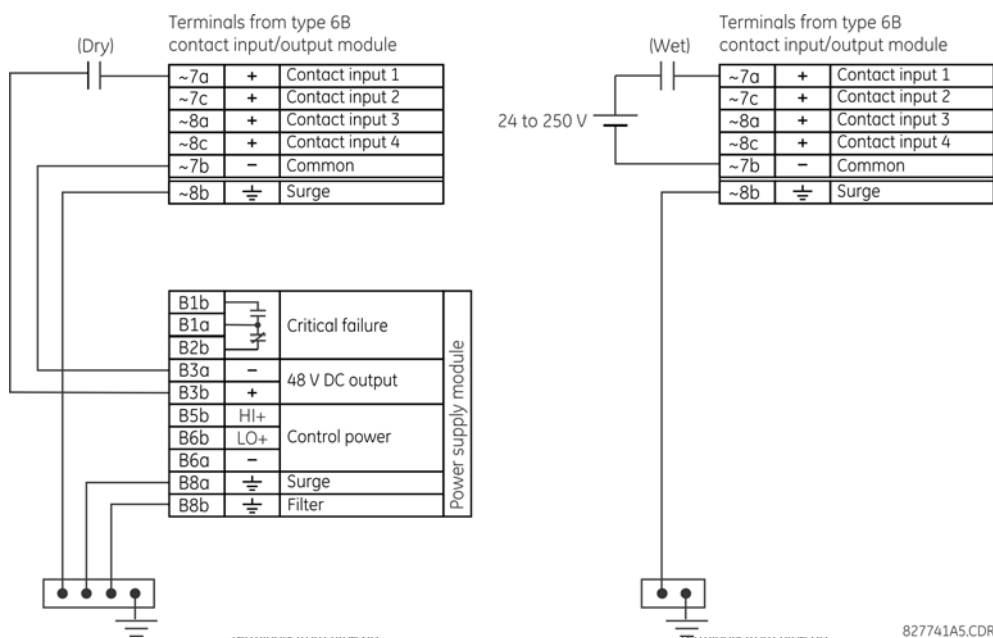 Terminals from type 6B
contact input/output module
(Dry)
~7a + Contact input 1
~7c + Contact input 2
~8a + Contact input 3
~8c + Contact input 4
~7b − Common
~8b Surge
B1b
B1a Critical failure
B2b
B3a −
48 V DC output
B3b +
B5b HI+
B6b LO+ Control power
B6a −
B8a Surge
B8b Filter
Power supply module
Terminals from type 6B
contact input/output module
(Wet)
24 to 250 V
~7a + Contact input 1
~7c + Contact input 2
~8a + Contact input 3
~8c + Contact input 4
~7b − Common
~8b Surge
827741A5.CDR